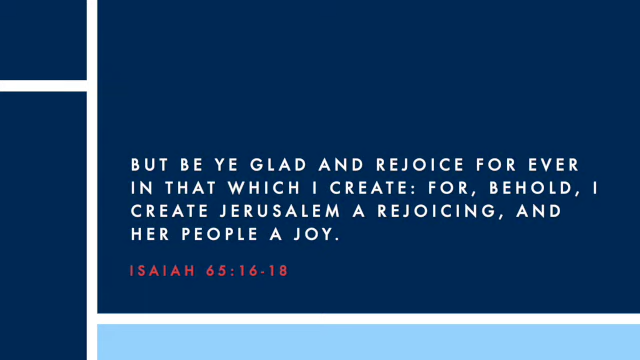 BUT BE YE GLAD AND REJOICE FOR EVER
IN THAT WHICH I CREATE: FOR, BEHOLD, I
CREATE JERUSALEM A REJOICING, AND
HER PEOPLE A JOY.
ISAIAH 65:16-18